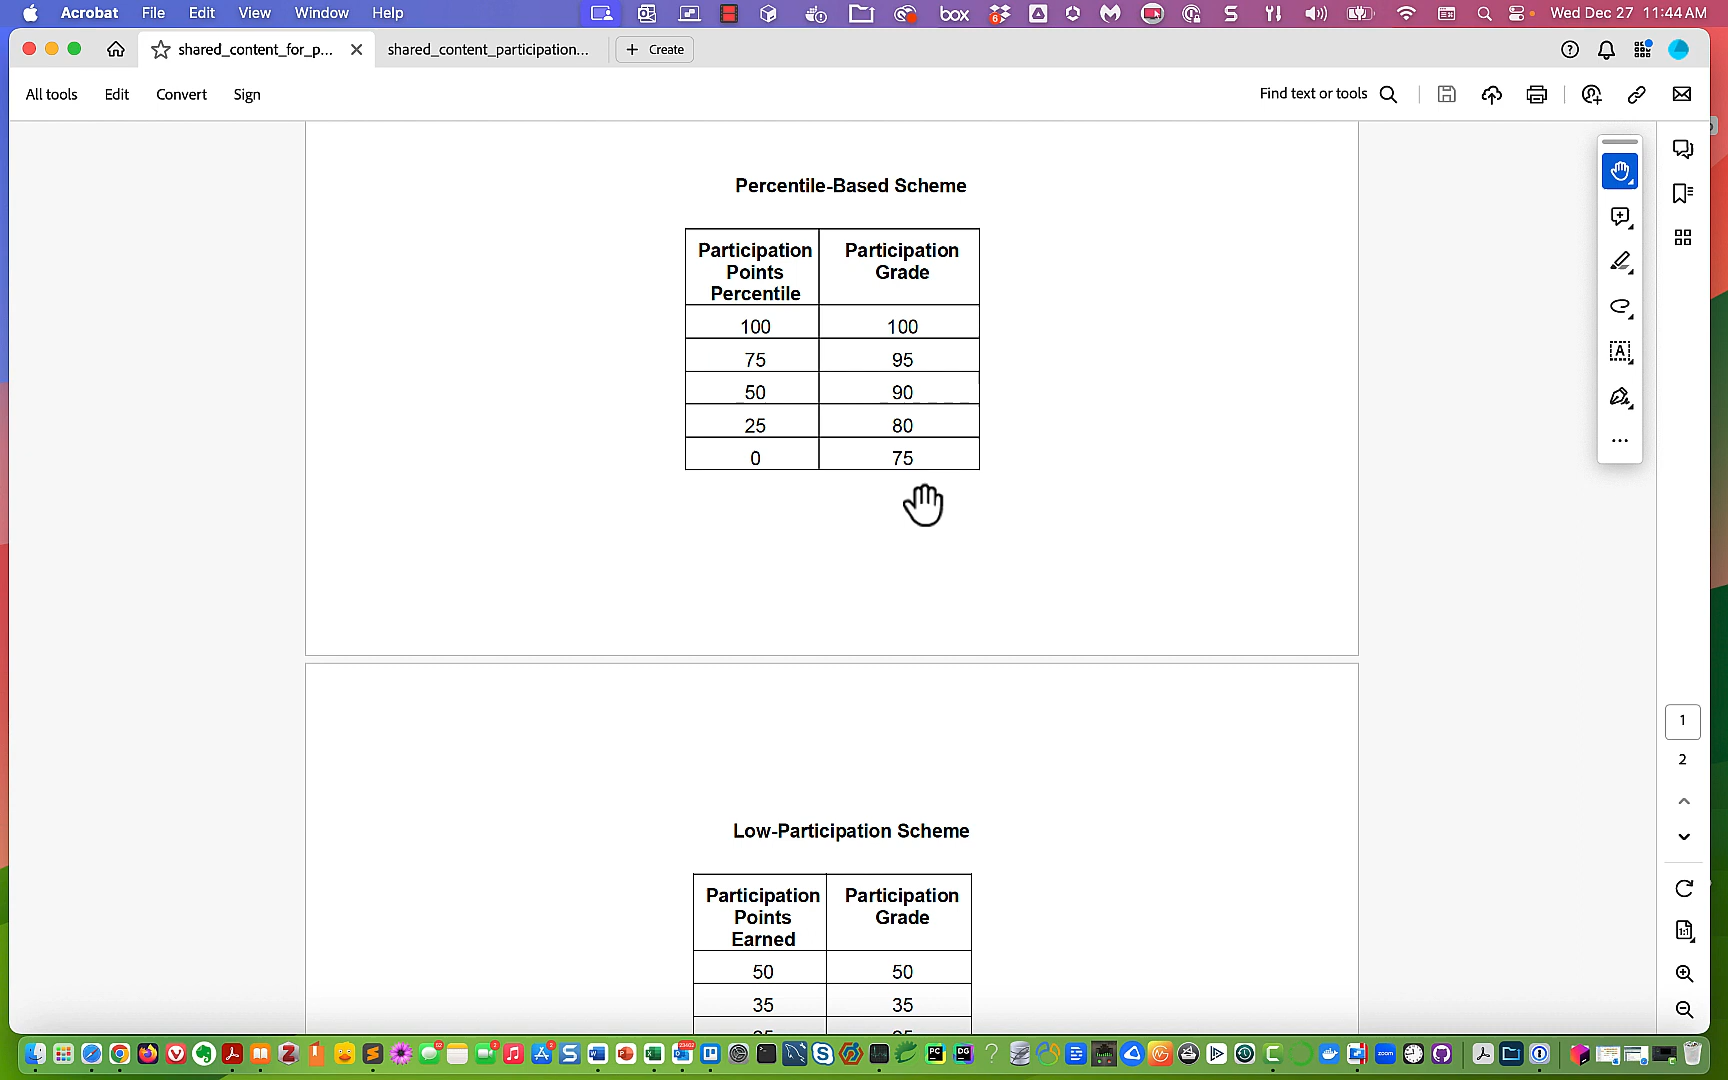 Acrobat File Edit View Window Help box Wed Dec 27 11:44 AM
shared_content_for_p... shared_content_participation... + Create
All tools Edit Convert Sign Find text or tools
Percentile-Based Scheme
Participation Points Percentile Participation Grade
100 100
75 95
50 90
25 80
0 75
Low-Participation Scheme
Participation Points Earned Participation Grade
50 50
35 35
1
2